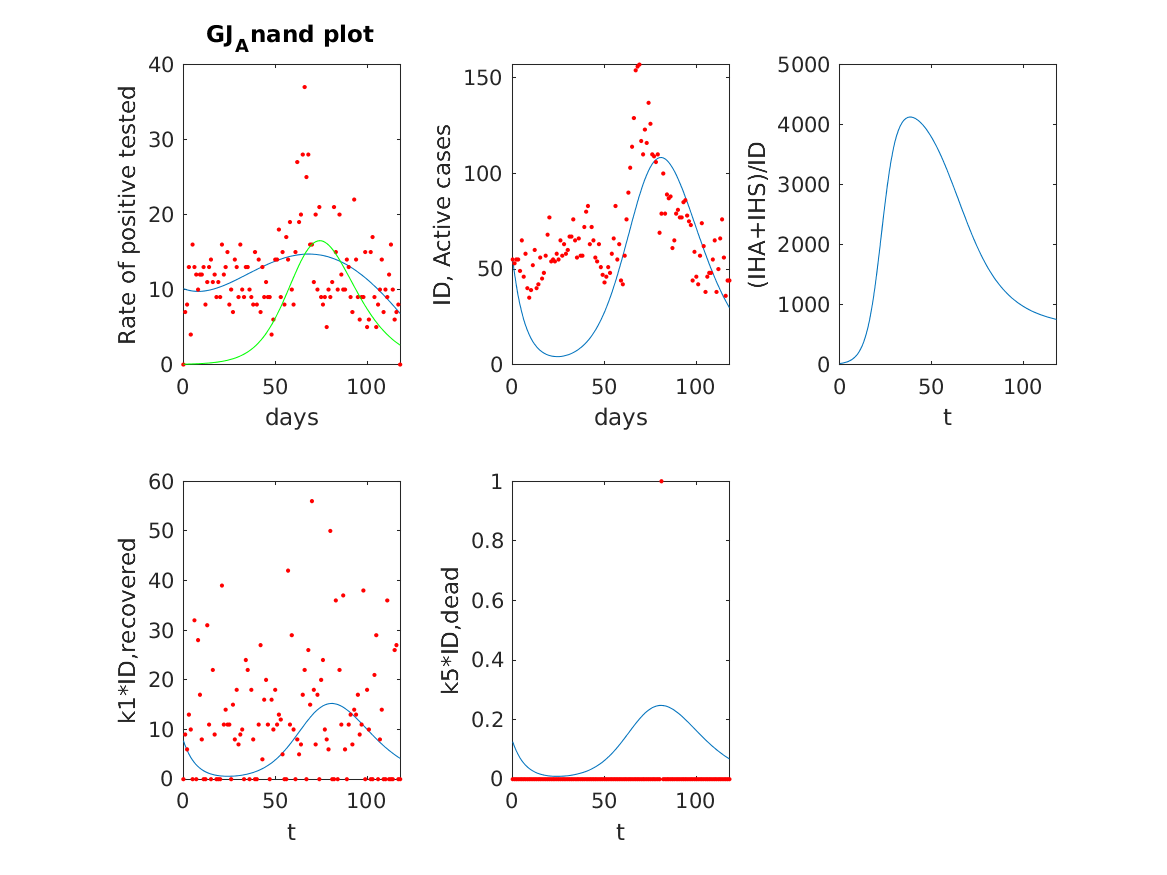 GJ_Anand plot
40
30
20
10
0
0 50 100
Rate of positive tested
days
150
100
50
0
0 50 100
ID, Active cases
days
5000
4000
3000
2000
1000
0
0 50 100
(IHA+IHS)/ID
t
60
50
40
30
20
10
0
0 50 100
k1*ID,recovered
t
1
0.8
0.6
0.4
0.2
0
0 50 100
k5*ID,dead
t